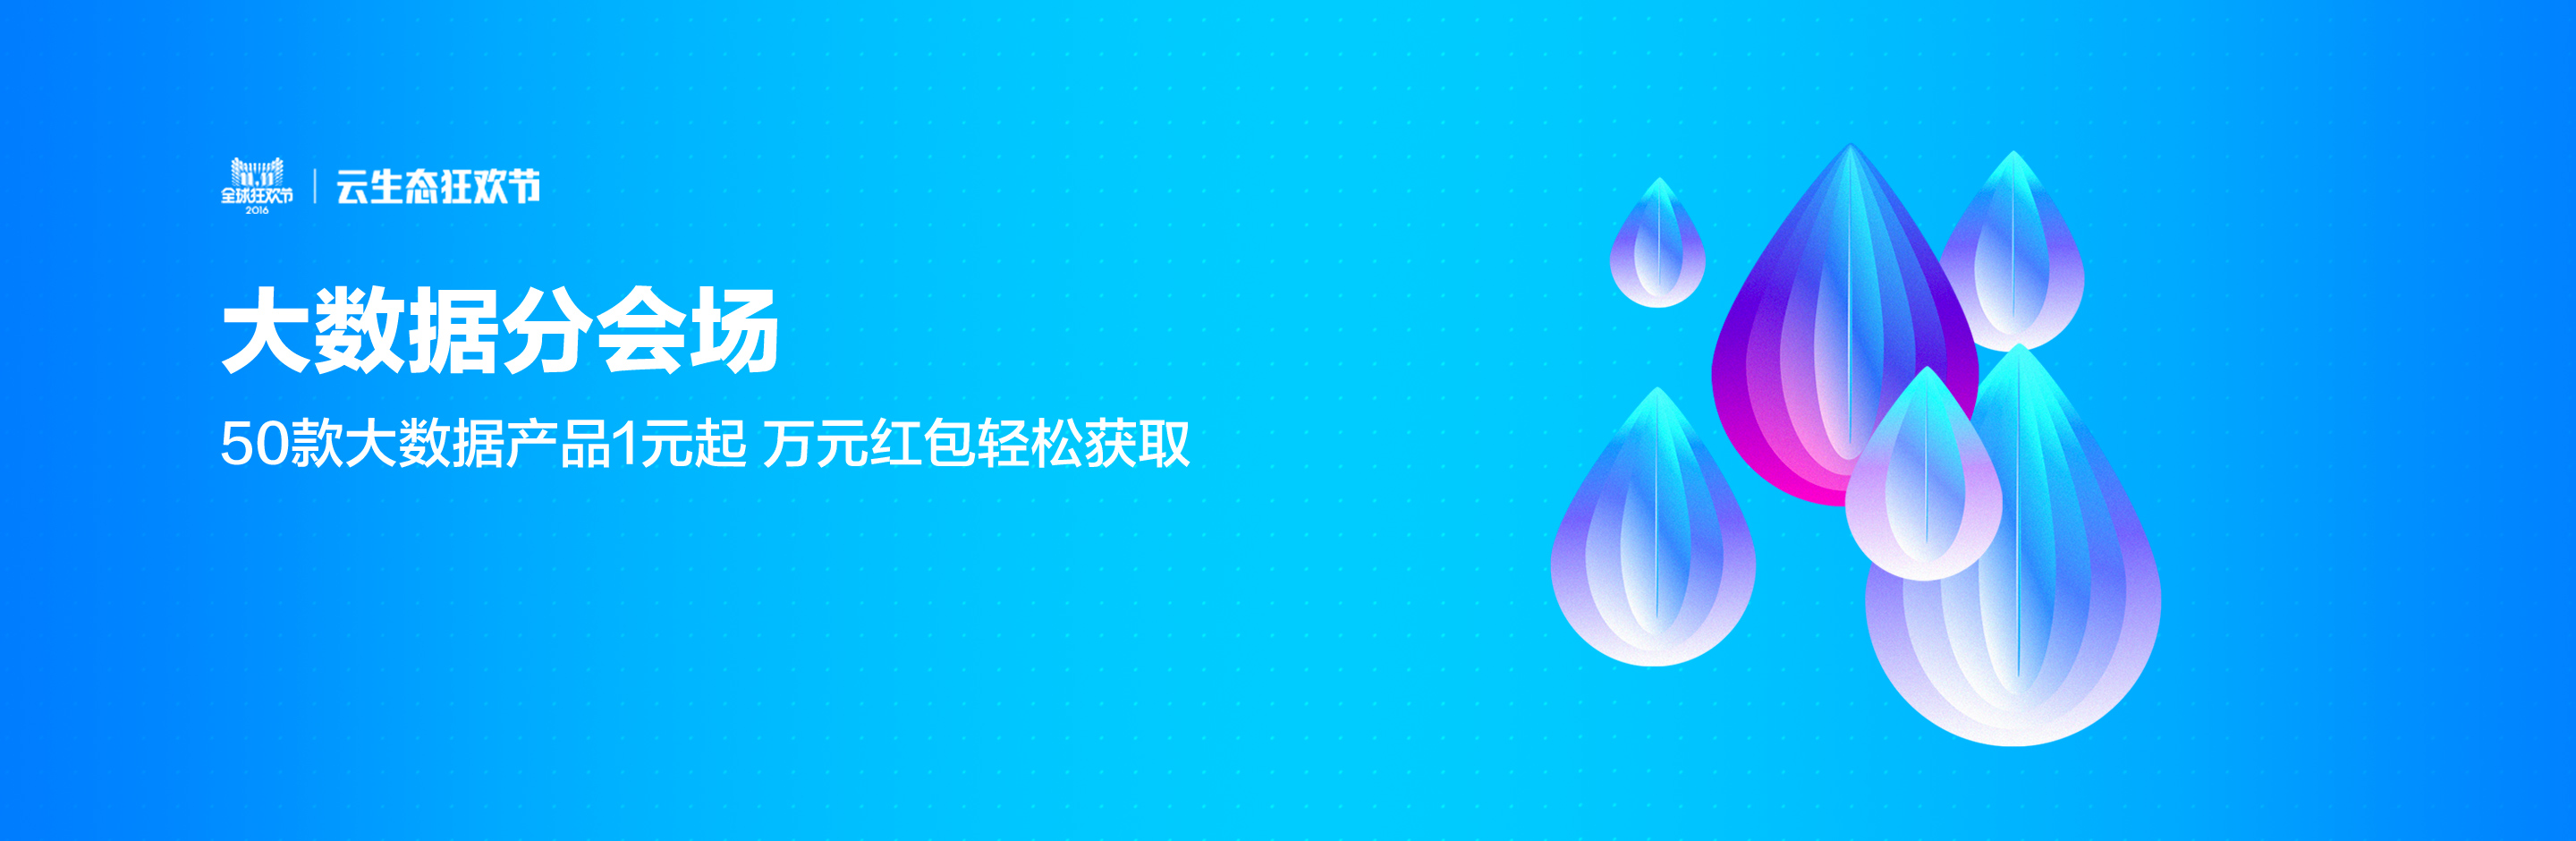 11.11
全球狂欢节
2016
云生态狂欢节
大数据分会场
50款大数据产品1元起 万元红包轻松获取